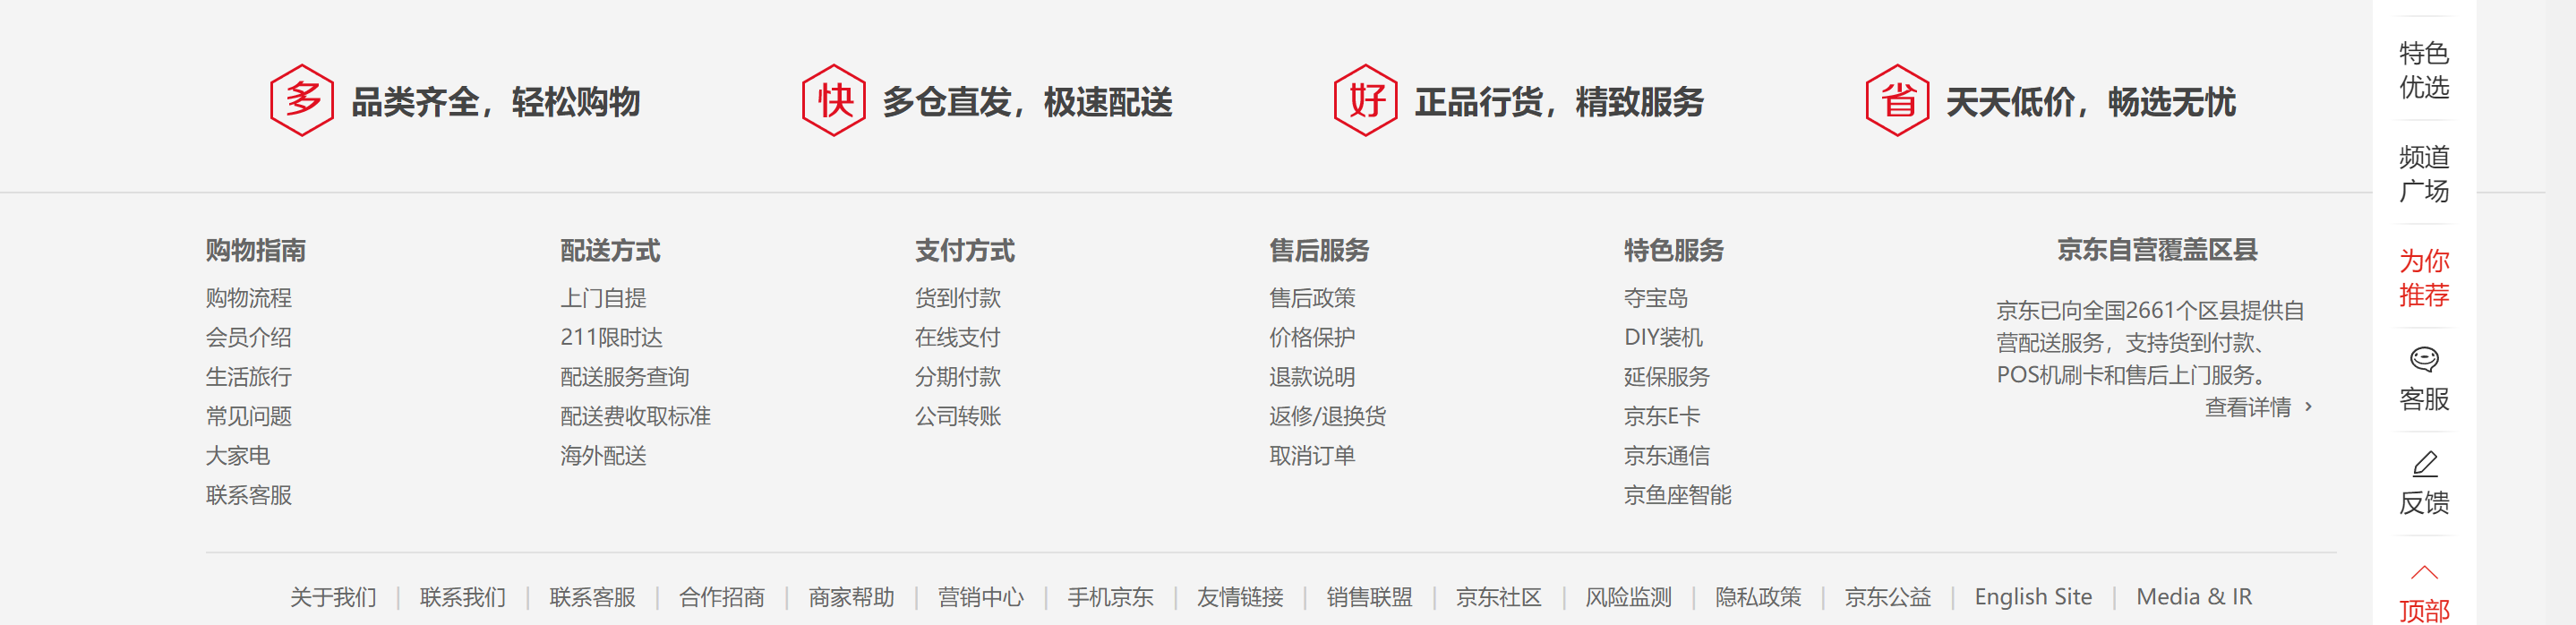 多 品类齐全，轻松购物
快 多仓直发，极速配送
好 正品行货，精致服务
省 天天低价，畅选无忧
购物指南
购物流程
会员介绍
生活旅行
常见问题
大家电
联系客服
配送方式
上门自提
211限时达
配送服务查询
配送费收取标准
海外配送
支付方式
货到付款
在线支付
分期付款
公司转账
售后服务
售后政策
价格保护
退款说明
返修/退换货
取消订单
特色服务
夺宝岛
DIY装机
延保服务
京东E卡
京东通信
京鱼座智能
京东自营覆盖区县
京东已向全国2661个区县提供自
营配送服务，支持货到付款、
POS机刷卡和售后上门服务。
查看详情 ›
关于我们 | 联系我们 | 联系客服 | 合作招商 | 商家帮助 | 营销中心 | 手机京东 | 友情链接 | 销售联盟 | 京东社区 | 风险监测 | 隐私政策 | 京东公益 | English Site | Media & IR
特色
优选
频道
广场
为你
推荐
客服
反馈
顶部